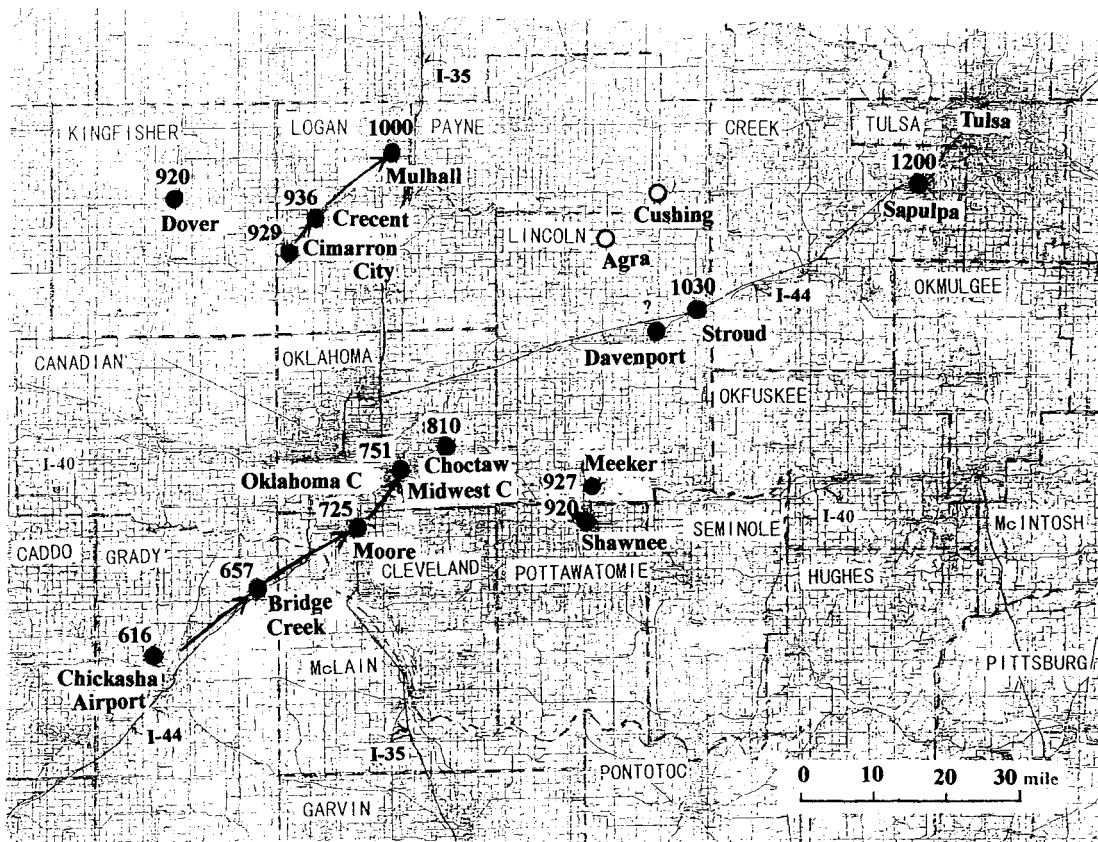 I-35
KINGFISHER
LOGAN
1000
PAYNE
CREEK
TULSA
Tulsa
920
Mulhall
1200
936
Dover
Crecent
Cushing
Sapulpa
929
Cimarron
City
LINCOLN
Agra
1030
I-44
OKMULGEE
?
Stroud
CANADIAN
OKLAHOMA
Davenport
OKFUSKEE
810
I-40
751
Choctaw
Meeker
Oklahoma C
Midwest C
927
725
920
I-40
CADDO
GRADY
Moore
Shawnee
SEMINOLE
McINTOSH
657
CLEVELAND
POTTAWATOMIE
HUGHES
Bridge
Creek
616
McLAIN
PITTSBURG
Chickasha
Airport
I-44
I-35
PONTOTOC
0 10 20 30 mile
GARVIN